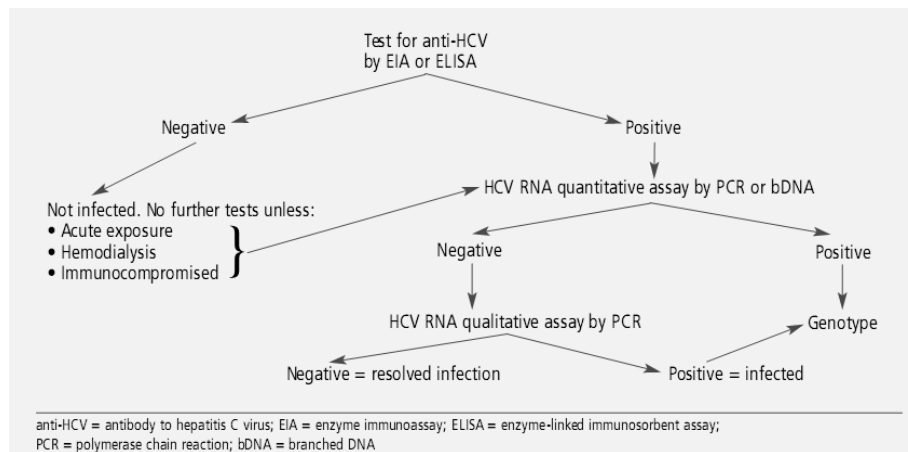 Test for anti-HCV
by EIA or ELISA
Negative
Positive
HCV RNA quantitative assay by PCR or bDNA
Not infected. No further tests unless:
• Acute exposure
• Hemodialysis
• Immunocompromised
Negative
Positive
HCV RNA qualitative assay by PCR
Genotype
Negative = resolved infection
Positive = infected
anti-HCV = antibody to hepatitis C virus; EIA = enzyme immunoassay; ELISA = enzyme-linked immunosorbent assay;
PCR = polymerase chain reaction; bDNA = branched DNA